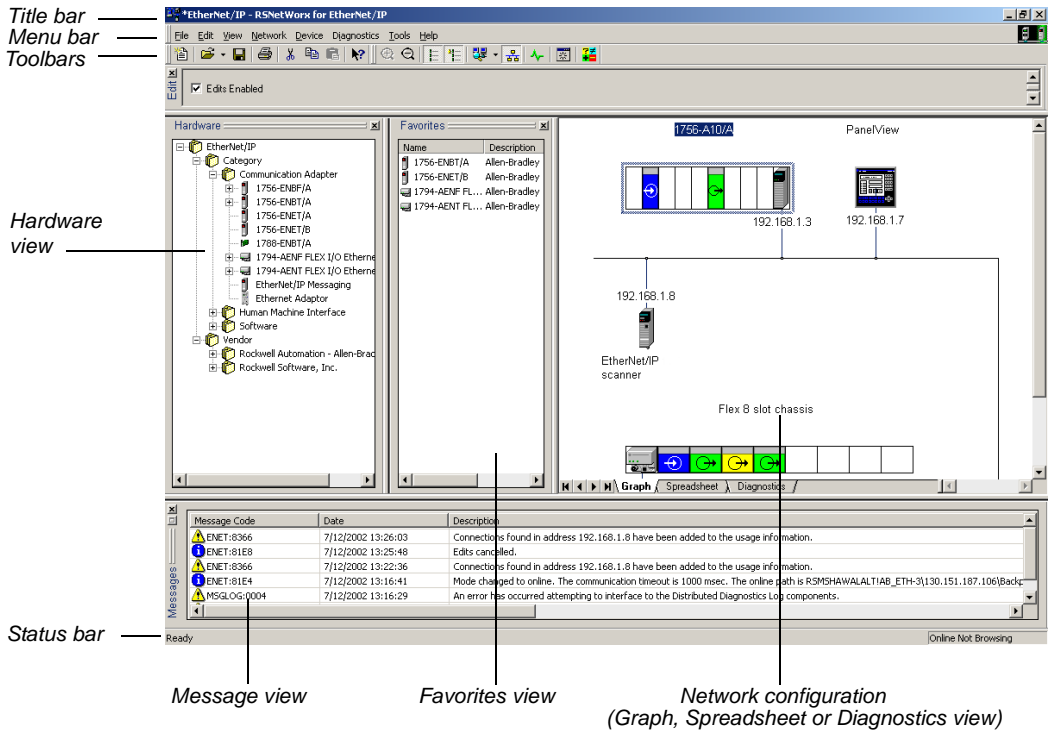 Title bar
*EtherNet/IP - RSNetWorx for EtherNet/IP
Menu bar
File Edit View Network Device Diagnostics Tools Help
Toolbars
Edit
Edits Enabled
Hardware
EtherNet/IP
Category
Communication Adapter
1756-ENBF/A
1756-ENBT/A
1756-ENET/A
1756-ENET/B
1788-ENBT/A
1794-AENF FLEX I/O Etherne
1794-AENT FLEX I/O Etherne
EtherNet/IP Messaging
Ethernet Adaptor
Human Machine Interface
Software
Vendor
Rockwell Automation - Allen-Brad
Rockwell Software, Inc.
Hardware
view
Favorites
Name Description
1756-ENBT/A Allen-Bradley
1756-ENET/B Allen-Bradley
1794-AENF FL... Allen-Bradley
1794-AENT FL... Allen-Bradley
1756-A10/A
PanelView
192.168.1.3
192.168.1.7
192.168.1.8
EtherNet/IP
scanner
Flex 8 slot chassis
Graph Spreadsheet Diagnostics
Messages
Message Code Date Description
ENET:8366 7/12/2002 13:26:03 Connections found in address 192.168.1.8 have been added to the usage information.
ENET:81E8 7/12/2002 13:25:48 Edits cancelled.
ENET:8366 7/12/2002 13:22:36 Connections found in address 192.168.1.8 have been added to the usage information.
ENET:81E4 7/12/2002 13:16:41 Mode changed to online. The communication timeout is 1000 msec. The online path is RSMSHAWALALT!AB_ETH-3\130.151.187.106\Backp
MSGLOG:0004 7/12/2002 13:16:29 An error has occurred attempting to interface to the Distributed Diagnostics Log components.
Status bar
Ready
Online Not Browsing
Message view
Favorites view
Network configuration
(Graph, Spreadsheet or Diagnostics view)